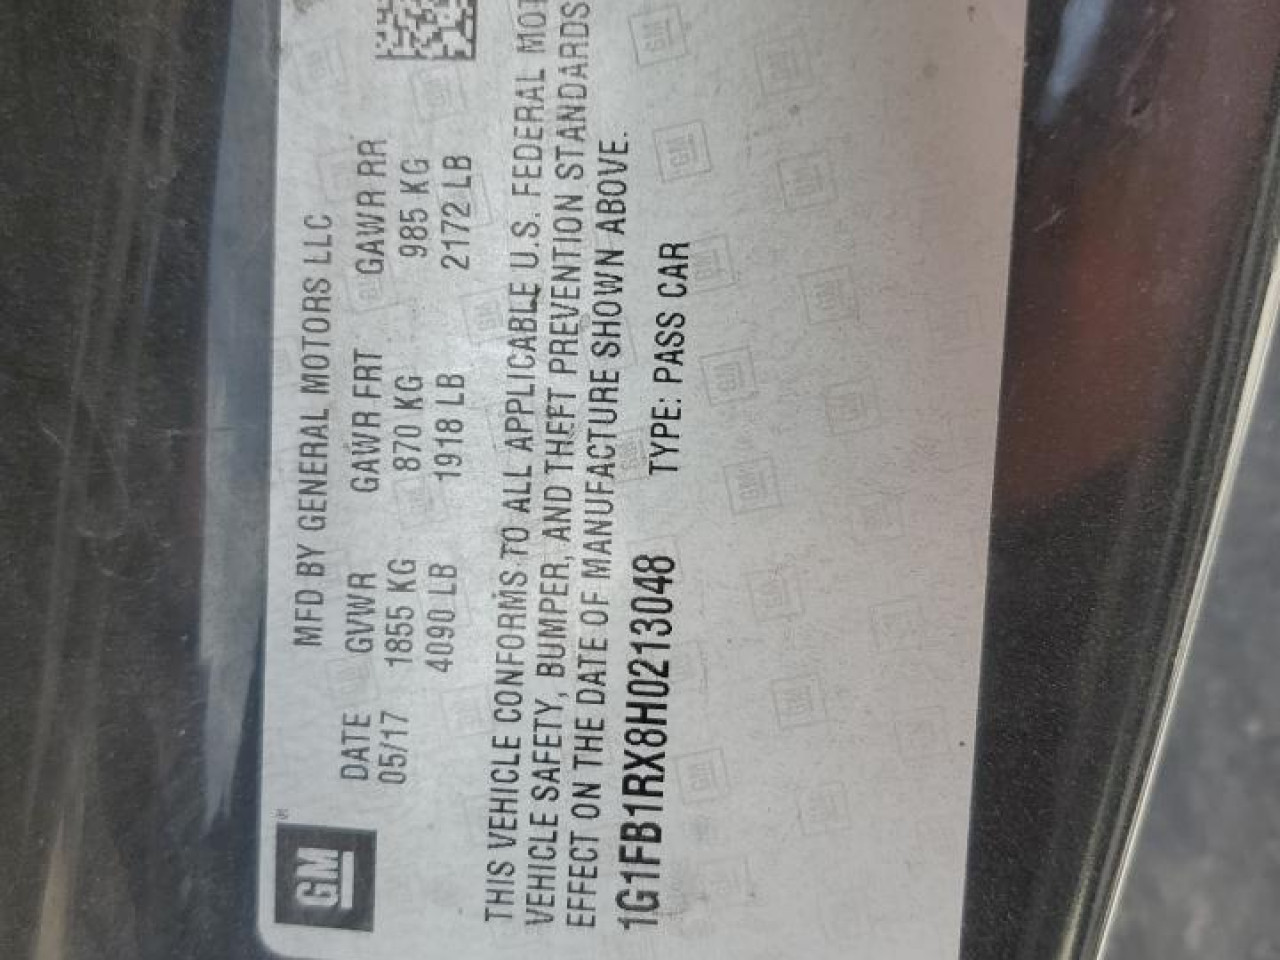 GM
MFD BY GENERAL MOTORS LLC
DATE GVWR GAWR FRT GAWR RR
05/17 1855 KG 870 KG 985 KG
4090 LB 1918 LB 2172 LB
THIS VEHICLE CONFORMS TO ALL APPLICABLE U.S. FEDERAL MOT
VEHICLE SAFETY, BUMPER, AND THEFT PREVENTION STANDARDS
EFFECT ON THE DATE OF MANUFACTURE SHOWN ABOVE.
1G1FB1RX8H0213048 TYPE: PASS CAR